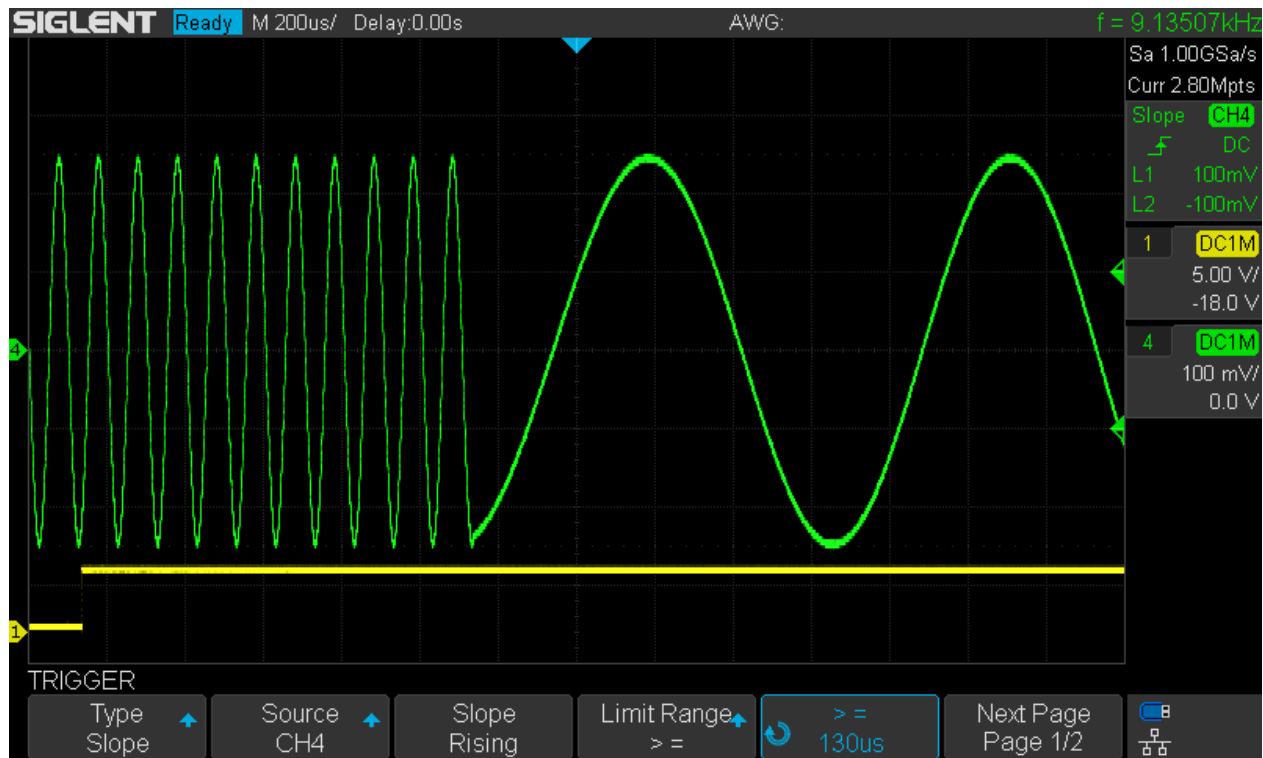 SIGLENT Ready M 200us/ Delay:0.00s AWG: f = 9.13507kHz
Sa 1.00GSa/s
Curr 2.80Mpts
Slope CH4
DC
L1 100mV
L2 -100mV
1 DC1M
5.00 V/
-18.0 V
4 DC1M
100 mV/
0.0 V
4
1
TRIGGER
Type
Slope
Source
CH4
Slope
Rising
Limit Range
> =
> =
130us
Next Page
Page 1/2